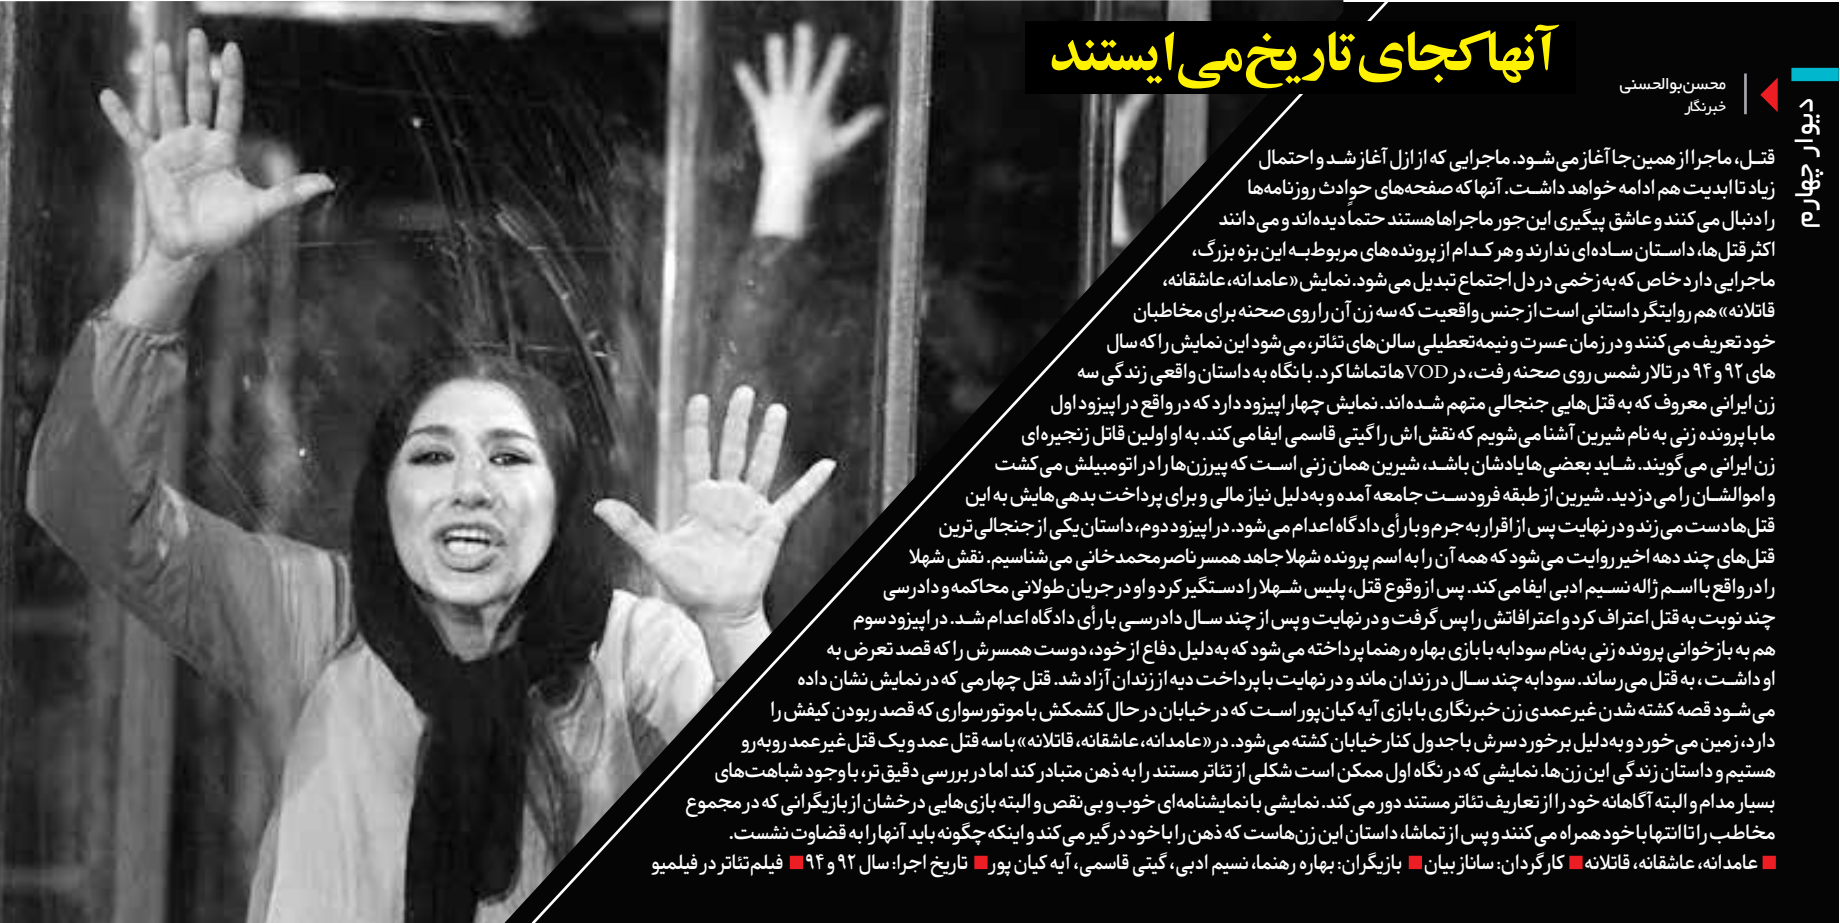 آنها کجای تاریخ می‌ایستند
محسن بوالحسنی
خبرنگار
دیوار چهارم
قتل، ماجرا از همین جا آغاز می‌شود. ماجرایی که از ازل آغاز شد و احتمال
زیاد تا ابدیت هم ادامه خواهد داشت. آنها که صفحه‌های حوادث روزنامه‌ها
را دنبال می‌کنند و عاشق پیگیری این جور ماجراها هستند حتماً دیده‌اند و می‌دانند
اکثر قتل‌ها، داستان ساده‌ای ندارند و هر کدام از پرونده‌های مربوط به این بزه بزرگ،
ماجرایی دارد خاص که به زخمی در دل اجتماع تبدیل می‌شود. نمایش «عامدانه، عاشقانه،
قاتلانه» هم روایتگر داستانی است از جنس واقعیت که سه زن آن را روی صحنه برای مخاطبان
خود تعریف می‌کنند و در زمان عسرت و نیمه‌تعطیلی سالن‌های تئاتر، می‌شود این نمایش را که سال
های ۹۲ و ۹۴ در تالار شمس روی صحنه رفت، در VODها تماشا کرد. با نگاه به داستان واقعی زندگی سه
زن ایرانی معروف که به قتل‌هایی جنجالی متهم شده‌اند. نمایش چهار اپیزود دارد که در واقع در اپیزود اول
ما با پرونده زنی به نام شیرین آشنا می‌شویم که نقش‌اش را گیتی قاسمی ایفا می‌کند. به او اولین قاتل زنجیره‌ای
زن ایرانی می‌گویند. شاید بعضی‌ها یادشان باشد، شیرین همان زنی است که پیرزن‌ها را در اتومبیلش می‌کشت
و اموالشان را می‌دزدید. شیرین از طبقه فرودست جامعه آمده و به‌دلیل نیاز مالی و برای پرداخت بدهی‌هایش به این
قتل‌ها دست می‌زند و در نهایت پس از اقرار به جرم و با رأی دادگاه اعدام می‌شود. در اپیزود دوم، داستان یکی از جنجالی‌ترین
قتل‌های چند دهه اخیر روایت می‌شود که همه آن را به اسم پرونده شهلا جاهد همسر ناصر محمدخانی می‌شناسیم. نقش شهلا
را در واقع با اسم ژاله نسیم ادبی ایفا می‌کند. پس از وقوع قتل، پلیس شهلا را دستگیر کرد و او در جریان طولانی محاکمه و دادرسی
چند نوبت به قتل اعتراف کرد و اعترافاتش را پس گرفت و در نهایت و پس از چند سال دادرسی با رأی دادگاه اعدام شد. در اپیزود سوم
هم به بازخوانی پرونده زنی به‌نام سودابه با بازی بهاره رهنما پرداخته می‌شود که به‌دلیل دفاع از خود، دوست همسرش را که قصد تعرض به
او داشت، به قتل می‌رساند. سودابه چند سال در زندان ماند و در نهایت با پرداخت دیه از زندان آزاد شد. قتل چهارمی که در نمایش نشان داده
می‌شود قصه کشته شدن غیرعمدی زن خبرنگاری با بازی آیه کیان‌پور است که در خیابان در حال کشمکش با موتورسواری که قصد ربودن کیفش را
دارد، زمین می‌خورد و به‌دلیل برخورد سرش با جدول کنار خیابان کشته می‌شود. در «عامدانه، عاشقانه، قاتلانه» با سه قتل عمد و یک قتل غیرعمد روبه‌رو
هستیم و داستان زندگی این زن‌ها. نمایشی که در نگاه اول ممکن است شکلی از تئاتر مستند را به ذهن متبادر کند اما در بررسی دقیق‌تر، با وجود شباهت‌های
بسیار مدام و البته آگاهانه خود را از تعاریف تئاتر مستند دور می‌کند. نمایشی با نمایشنامه‌ای خوب و بی‌نقص و البته بازی‌هایی درخشان از بازیگرانی که در مجموع
مخاطب را تا انتها با خود همراه می‌کنند و پس از تماشا، داستان این زن‌هاست که ذهن را با خود درگیر می‌کند و اینکه چگونه باید آنها را به قضاوت نشست.
■ عامدانه، عاشقانه، قاتلانه ■ کارگردان: ساناز بیان ■ بازیگران: بهاره رهنما، نسیم ادبی، گیتی قاسمی، آیه کیان پور ■ تاریخ اجرا: سال ۹۲ و ۹۴ ■ فیلم تئاتر در فیلمیو